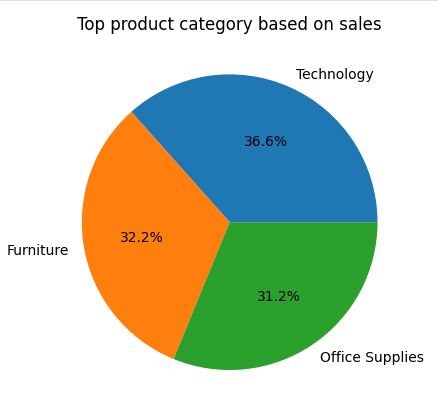 Top product category based on sales
Technology
36.6%
32.2%
Furniture
31.2%
Office Supplies